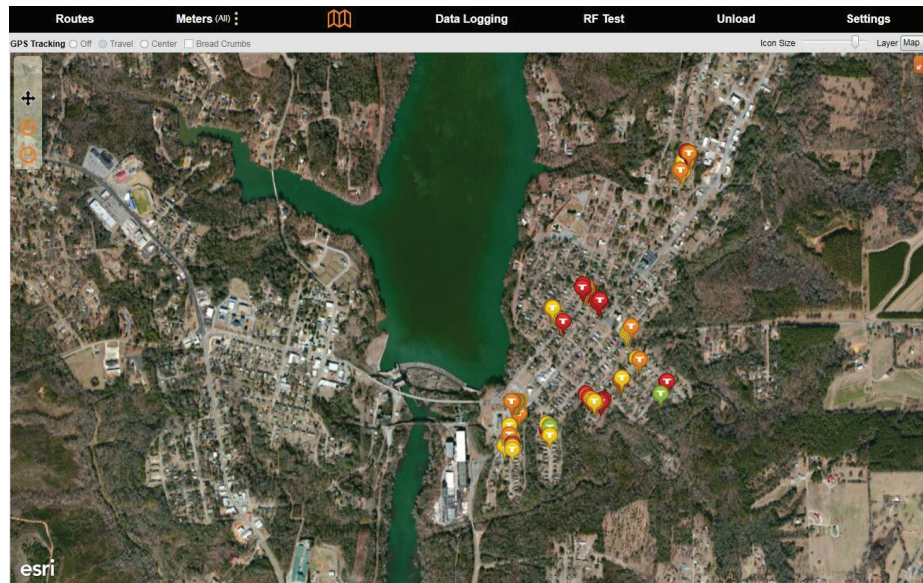 Routes Meters (All) Data Logging RF Test Unload Settings
GPS Tracking Off Travel Center Bread Crumbs Icon Size Layer Map
esri